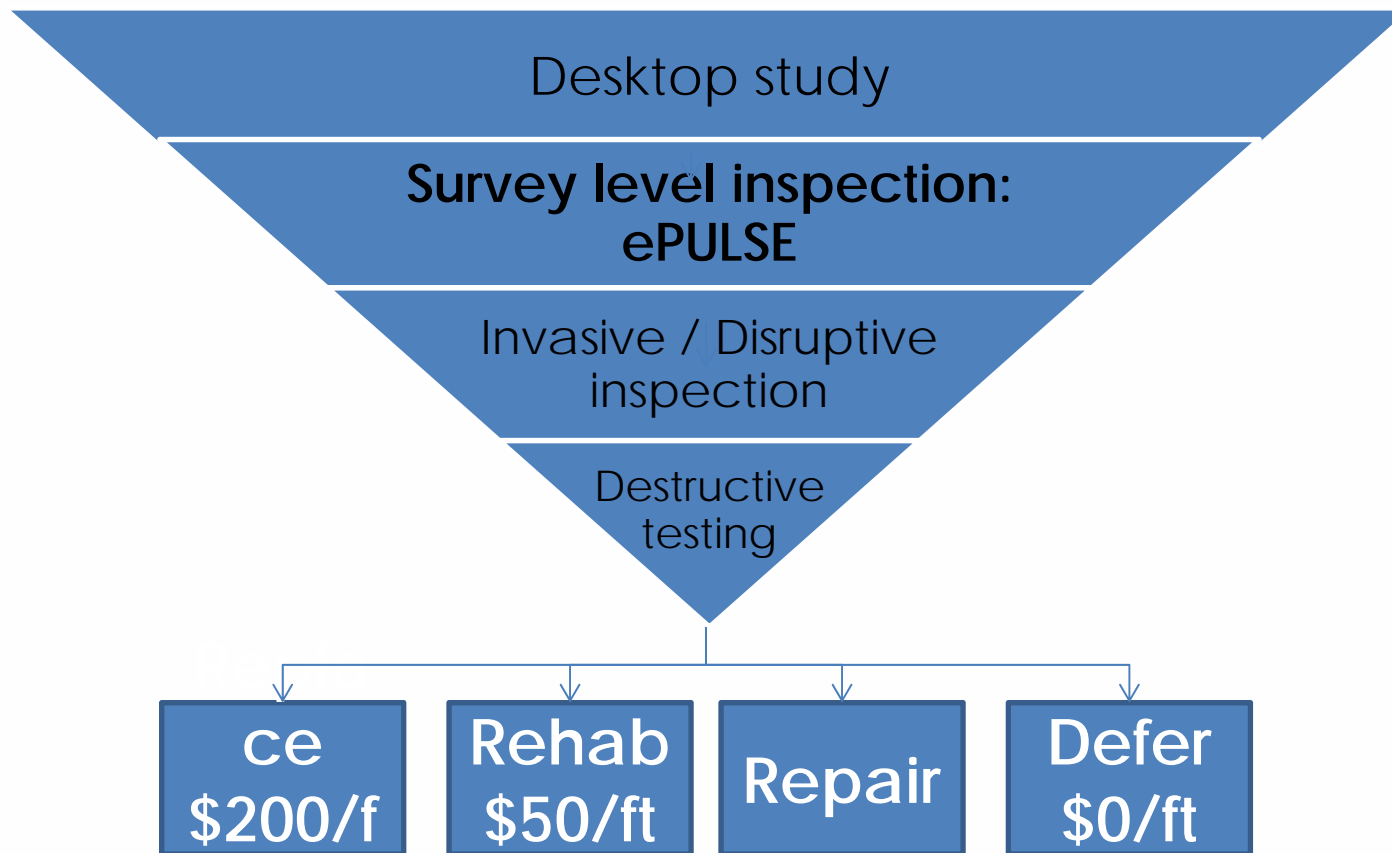 Desktop study
Survey level inspection:
ePULSE
Invasive / Disruptive
inspection
Destructive
testing
ce
$200/f
Rehab
$50/ft
Repair
Defer
$0/ft